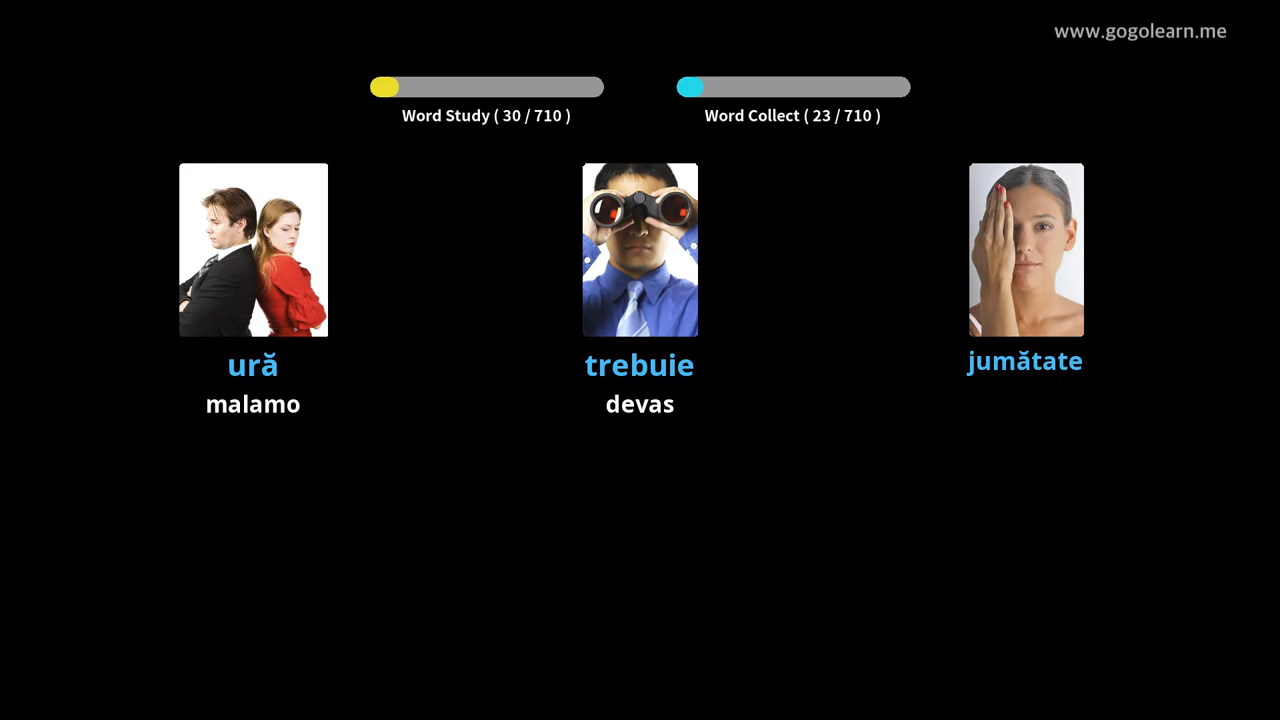 www.gogolearn.me
Word Study ( 30 / 710 )
Word Collect ( 23 / 710 )
ură
trebuie
jumătate
malamo
devas